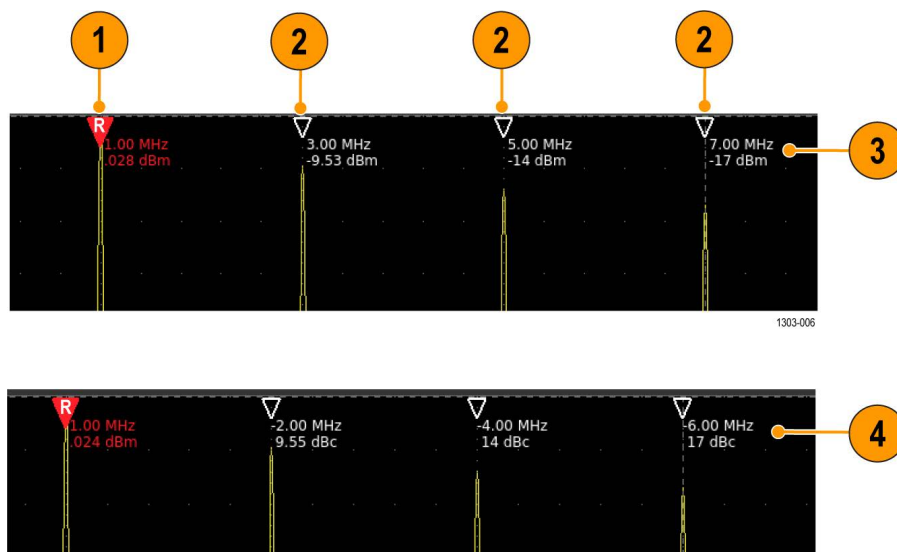 1 2 2 2
R
1.00 MHz 3.00 MHz 5.00 MHz 7.00 MHz
.028 dBm -9.53 dBm -14 dBm -17 dBm
3
1303-006
R
1.00 MHz -2.00 MHz -4.00 MHz -6.00 MHz
.024 dBm 9.55 dBc 14 dBc 17 dBc
4